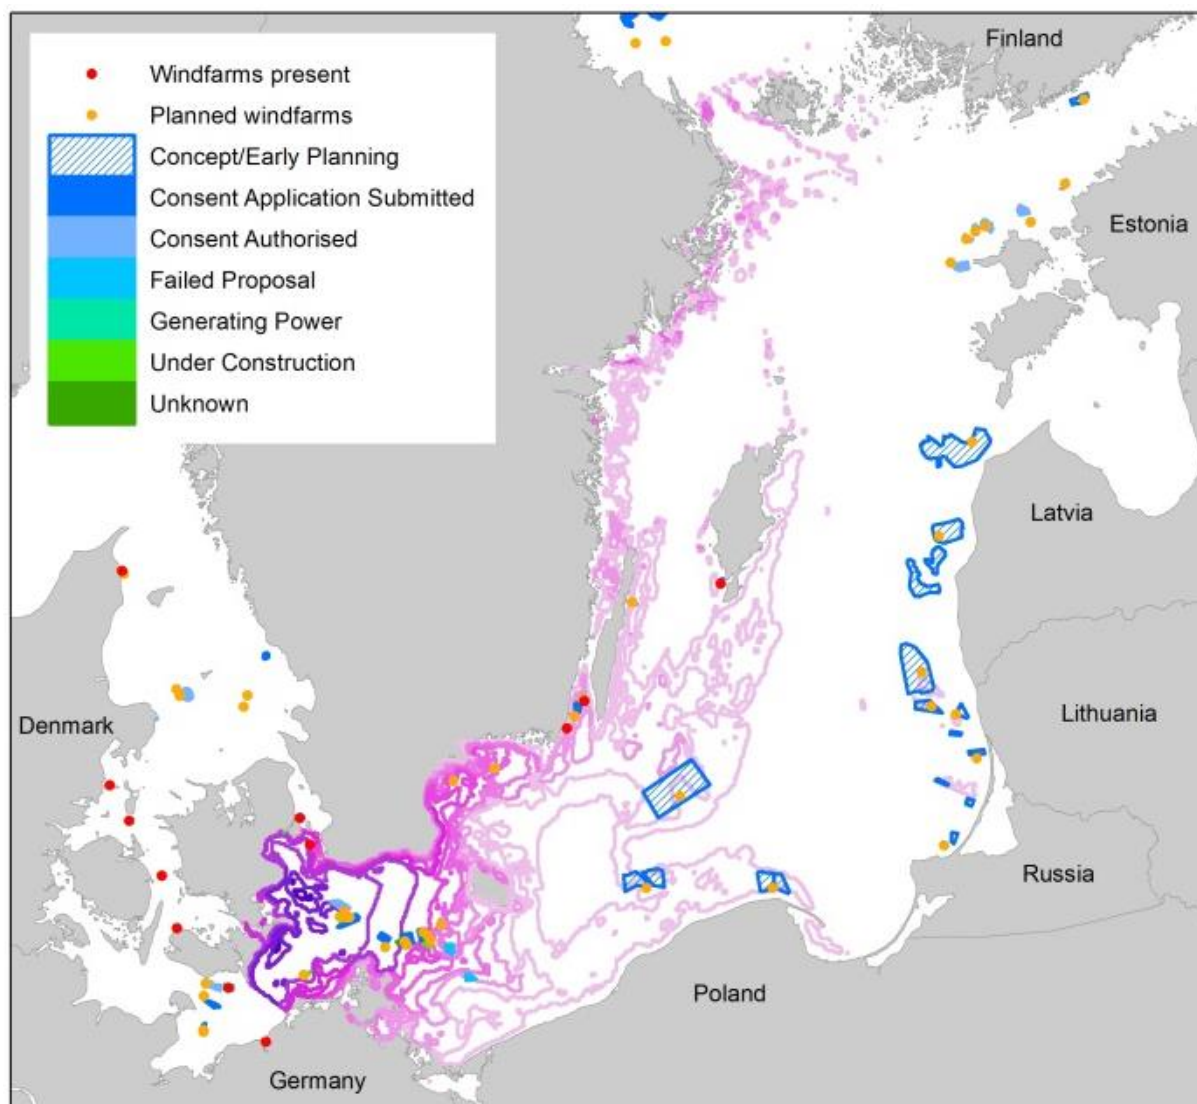 Windfarms present
Planned windfarms
Concept/Early Planning
Consent Application Submitted
Consent Authorised
Failed Proposal
Generating Power
Under Construction
Unknown
Finland
Estonia
Latvia
Lithuania
Denmark
Russia
Poland
Germany